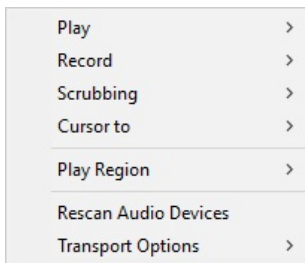 Play
Record
Scrubbing
Cursor to
Play Region
Rescan Audio Devices
Transport Options